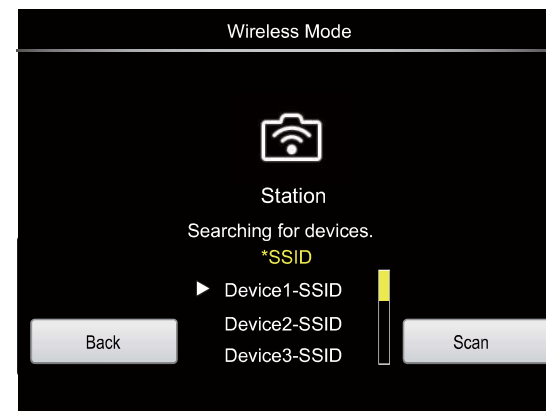 Wireless Mode
Station
Searching for devices.
*SSID
Device1-SSID
Device2-SSID
Device3-SSID
Back
Scan